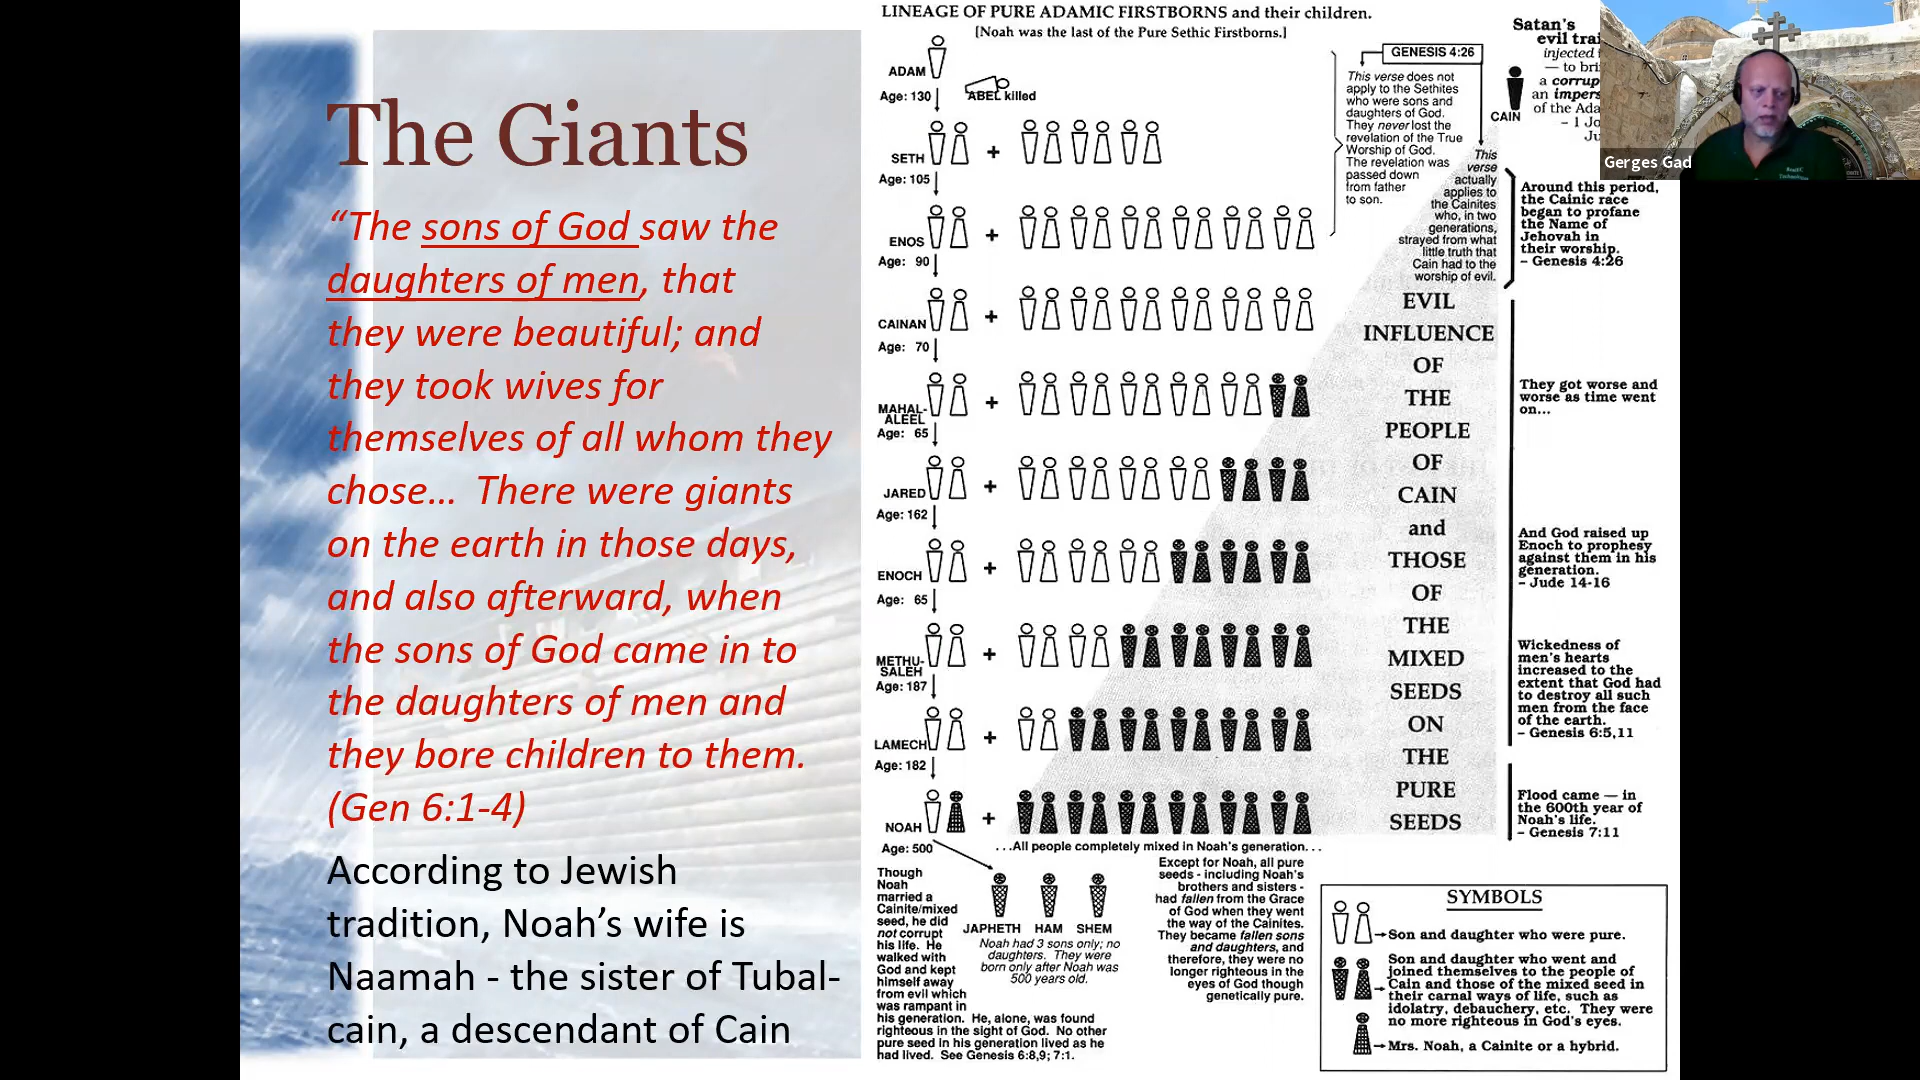 The Giants
“The sons of God saw the
daughters of men, that
they were beautiful; and
they took wives for
themselves of all whom they
chose… There were giants
on the earth in those days,
and also afterward, when
the sons of God came in to
the daughters of men and
they bore children to them.
(Gen 6:1-4)
According to Jewish
tradition, Noah’s wife is
Naamah - the sister of Tubal-
cain, a descendant of Cain
LINEAGE OF PURE ADAMIC FIRSTBORNS and their children.
[Noah was the last of the Pure Sethic Firstborns.]
ADAM
Age: 130
ABEL killed
SETH
Age: 105
ENOS
Age: 90
CAINAN
Age: 70
MAHAL-
ALEEL
Age: 65
JARED
Age: 162
ENOCH
Age: 65
METHU-
SALEH
Age: 187
LAMECH
Age: 182
NOAH
Age: 500
+
+
+
+
+
+
+
+
+
GENESIS 4:26
This verse does not
apply to the Sethites
who were sons and
daughters of God.
They never lost the
revelation of the True
Worship of God.
The revelation was
passed down
from father
to son.
This
verse
actually
applies to
the Cainites
who, in two
generations,
strayed from what
little truth that
Cain had to the
worship of evil.
EVIL
INFLUENCE
OF
THE
PEOPLE
OF
CAIN
and
THOSE
OF
THE
MIXED
SEEDS
ON
THE
PURE
SEEDS
Satan's
evil
injected
— to
a
an
of the
– 1
CAIN
Gerges Gad
Around this period,
the Cainic race
began to profane
the Name of
Jehovah in
their worship.
– Genesis 4:26
They got worse and
worse as time went
on...
And God raised up
Enoch to prophesy
against them in his
generation.
– Jude 14-16
Wickedness of
men's hearts
increased to the
extent that God had
to destroy all such
men from the face
of the earth.
– Genesis 6:5,11
Flood came — in
the 600th year of
Noah's life.
– Genesis 7:11
...All people completely mixed in Noah's generation...
Though
Noah
married a
Cainite/mixed
seed, he did
not corrupt
his life. He
walked with
God and kept
himself away
from evil which
was rampant in
his generation. He, alone, was found
righteous in the sight of God. No other
pure seed in his generation lived as he
had lived. See Genesis 6:8,9; 7:1.
JAPHETH HAM SHEM
Noah had 3 sons only; no
daughters. They were
born only after Noah was
500 years old.
Except for Noah, all pure
seeds - including Noah's
brothers and sisters -
had fallen from the Grace
of God when they went
the way of the Cainites.
They became fallen sons
and daughters, and
therefore, they were no
longer righteous in the
eyes of God though
genetically pure.
SYMBOLS
Son and daughter who were pure.
Son and daughter who went and
joined themselves to the people of
Cain and those of the mixed seed in
their carnal ways of life, such as
idolatry, debauchery, etc. They were
no more righteous in God's eyes.
Mrs. Noah, a Cainite or a hybrid.